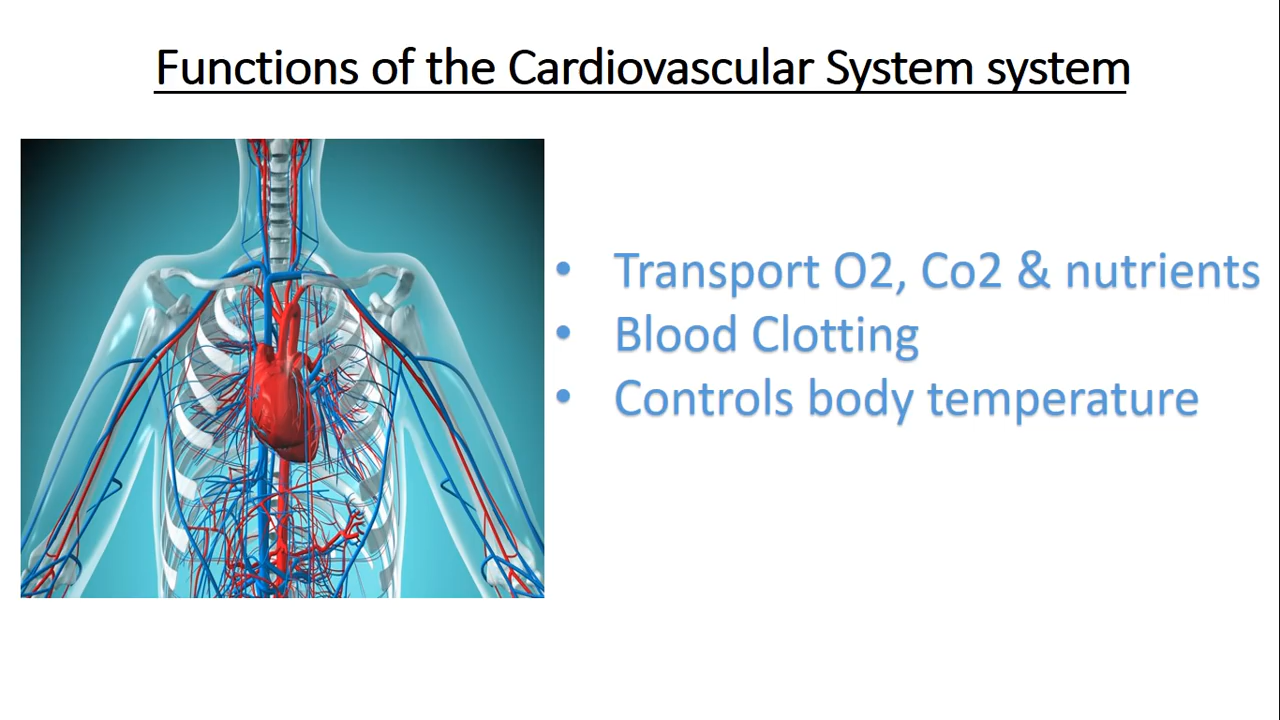 Functions of the Cardiovascular System system
• Transport O2, Co2 & nutrients
• Blood Clotting
• Controls body temperature